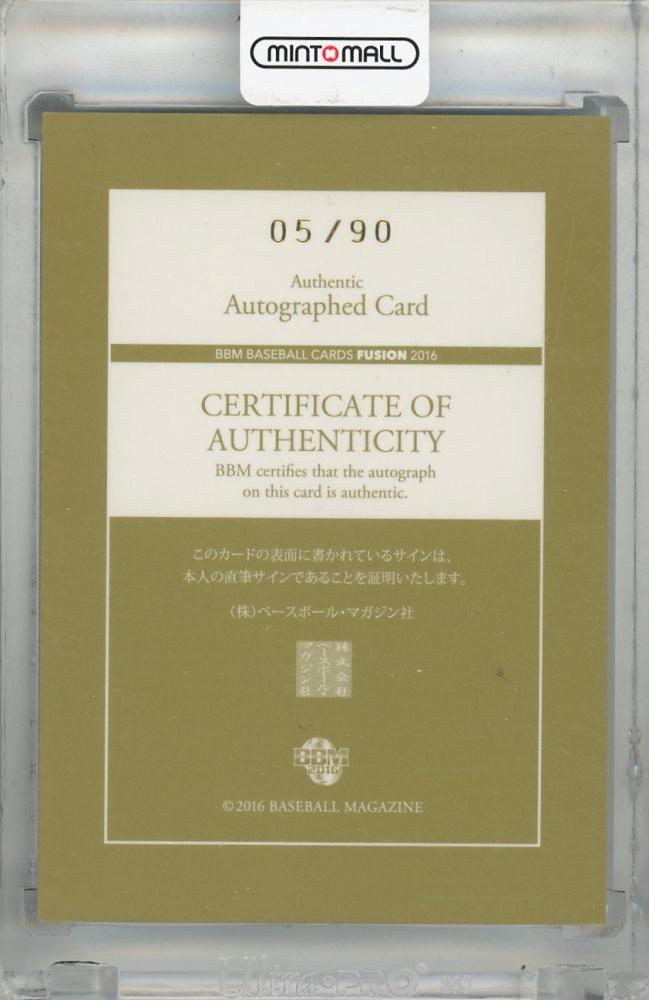 MINTMALL
05/90
Authentic
Autographed Card
BBM BASEBALL CARDS FUSION 2016
CERTIFICATE OF
AUTHENTICITY
BBM certifies that the autograph
on this card is authentic.
このカードの表面に書かれているサインは、
本人の直筆サインであることを証明いたします。
(株)ベースボール・マガジン社
株式会社
ベースボール・
マガジン社
BBM
2016
©2016 BASEBALL MAGAZINE
Ultra·PRO